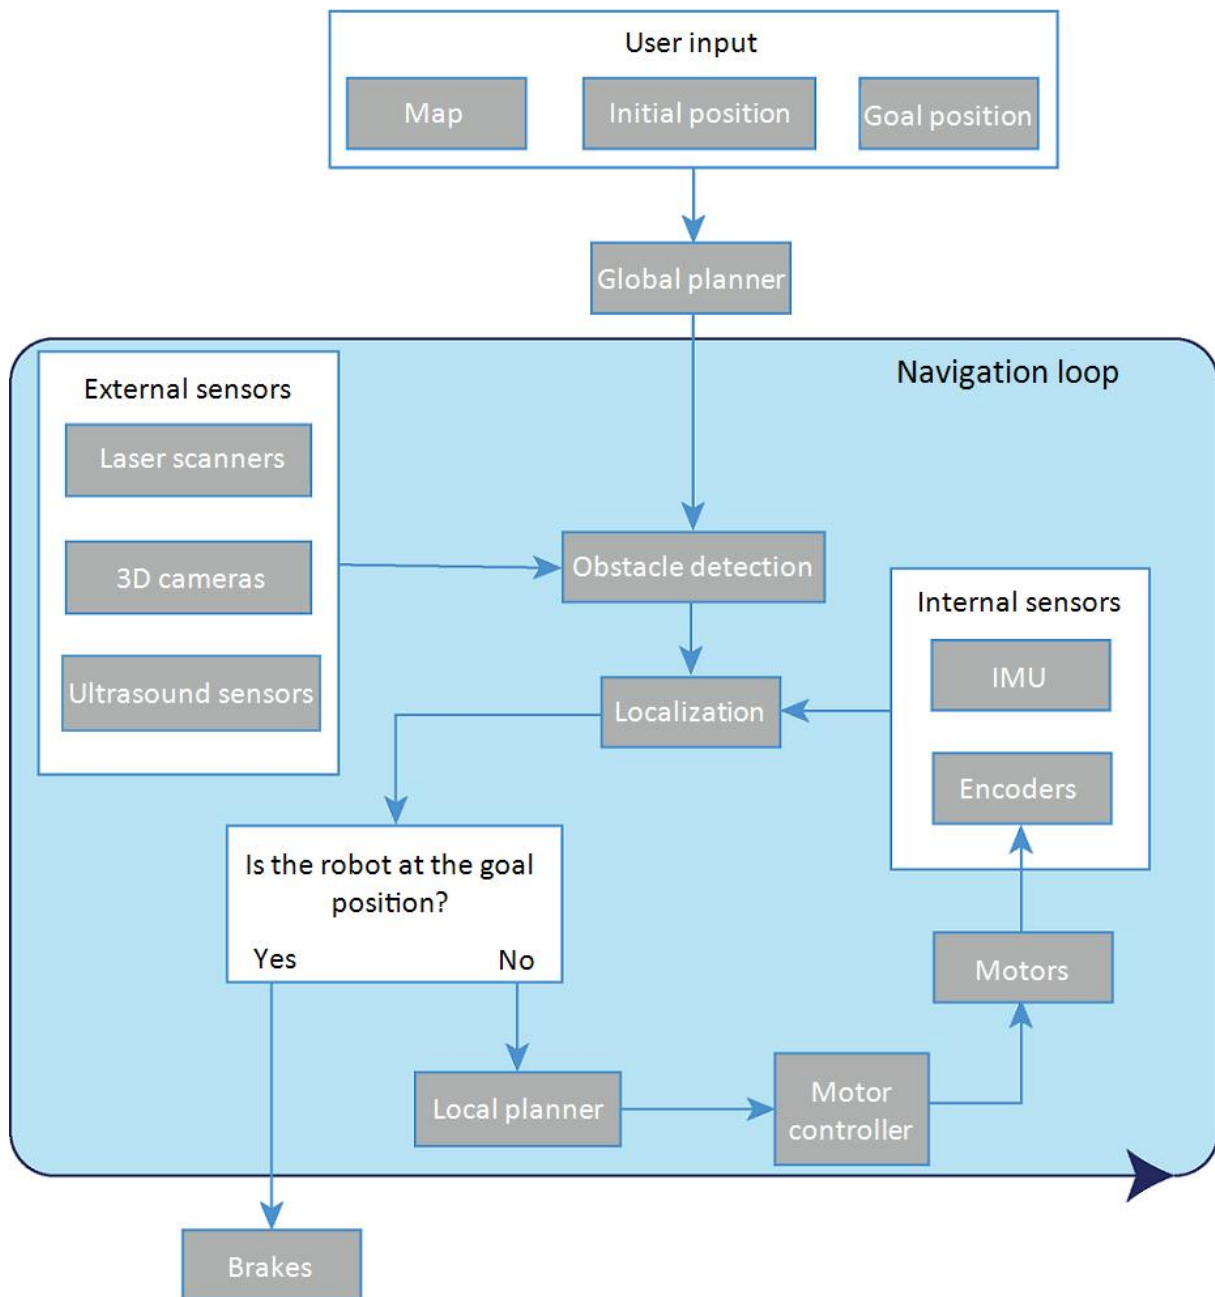 User input
Map
Initial position
Goal position
Global planner
Navigation loop
External sensors
Laser scanners
3D cameras
Ultrasound sensors
Obstacle detection
Internal sensors
IMU
Localization
Encoders
Is the robot at the goal
position?
Yes
No
Motors
Local planner
Motor
controller
Brakes